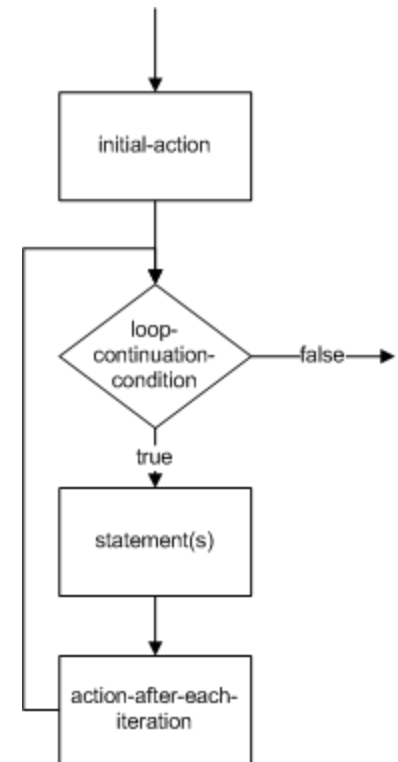 initial-action
loop-
continuation-
condition
false
true
statement(s)
action-after-each-
iteration